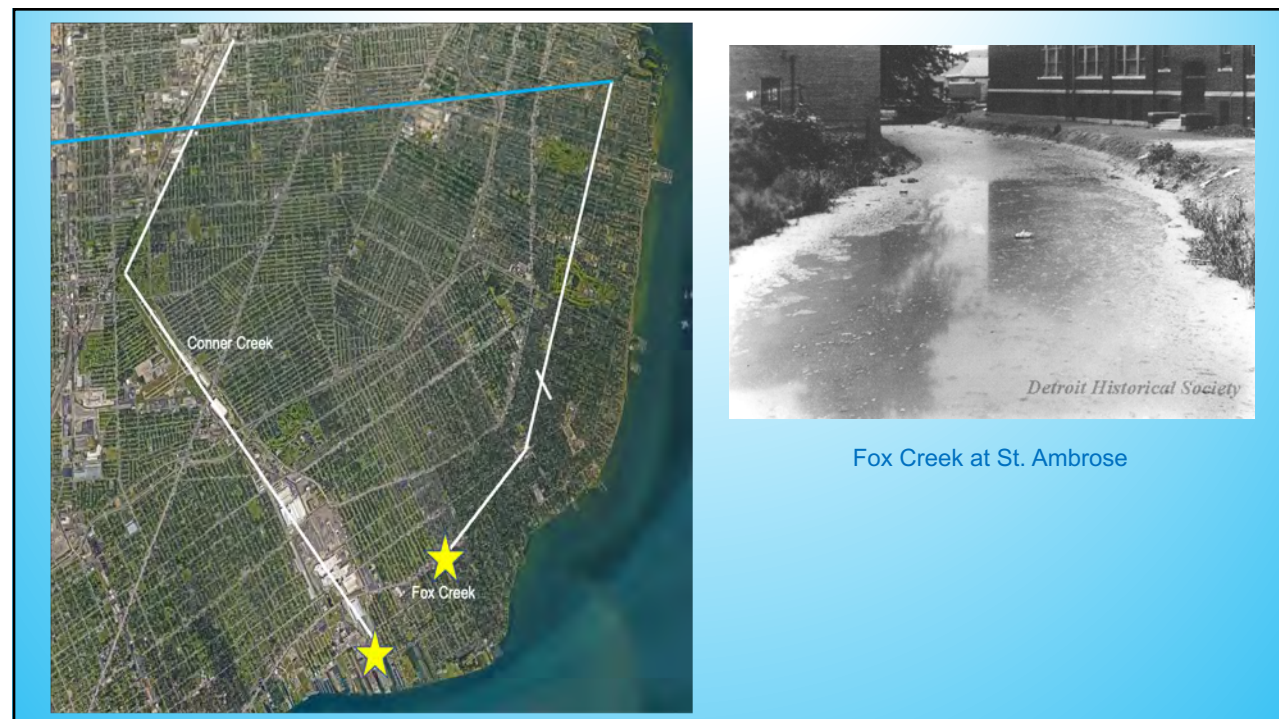 Conner Creek
Fox Creek
Detroit Historical Society
Fox Creek at St. Ambrose